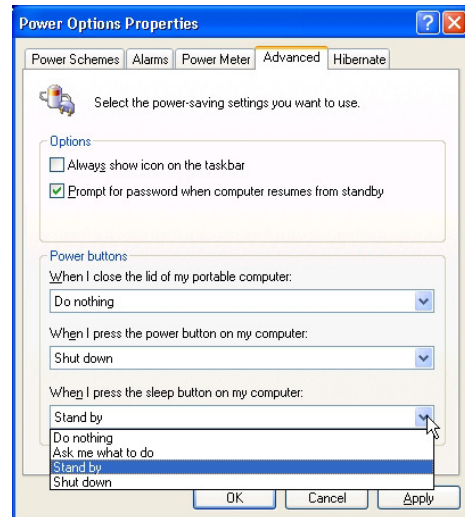 Power Options Properties
Power Schemes Alarms Power Meter Advanced Hibernate
Select the power-saving settings you want to use.
Options
Always show icon on the taskbar
Prompt for password when computer resumes from standby
Power buttons
When I close the lid of my portable computer:
Do nothing
When I press the power button on my computer:
Shut down
When I press the sleep button on my computer:
Stand by
Do nothing
Ask me what to do
Stand by
Shut down
OK Cancel Apply